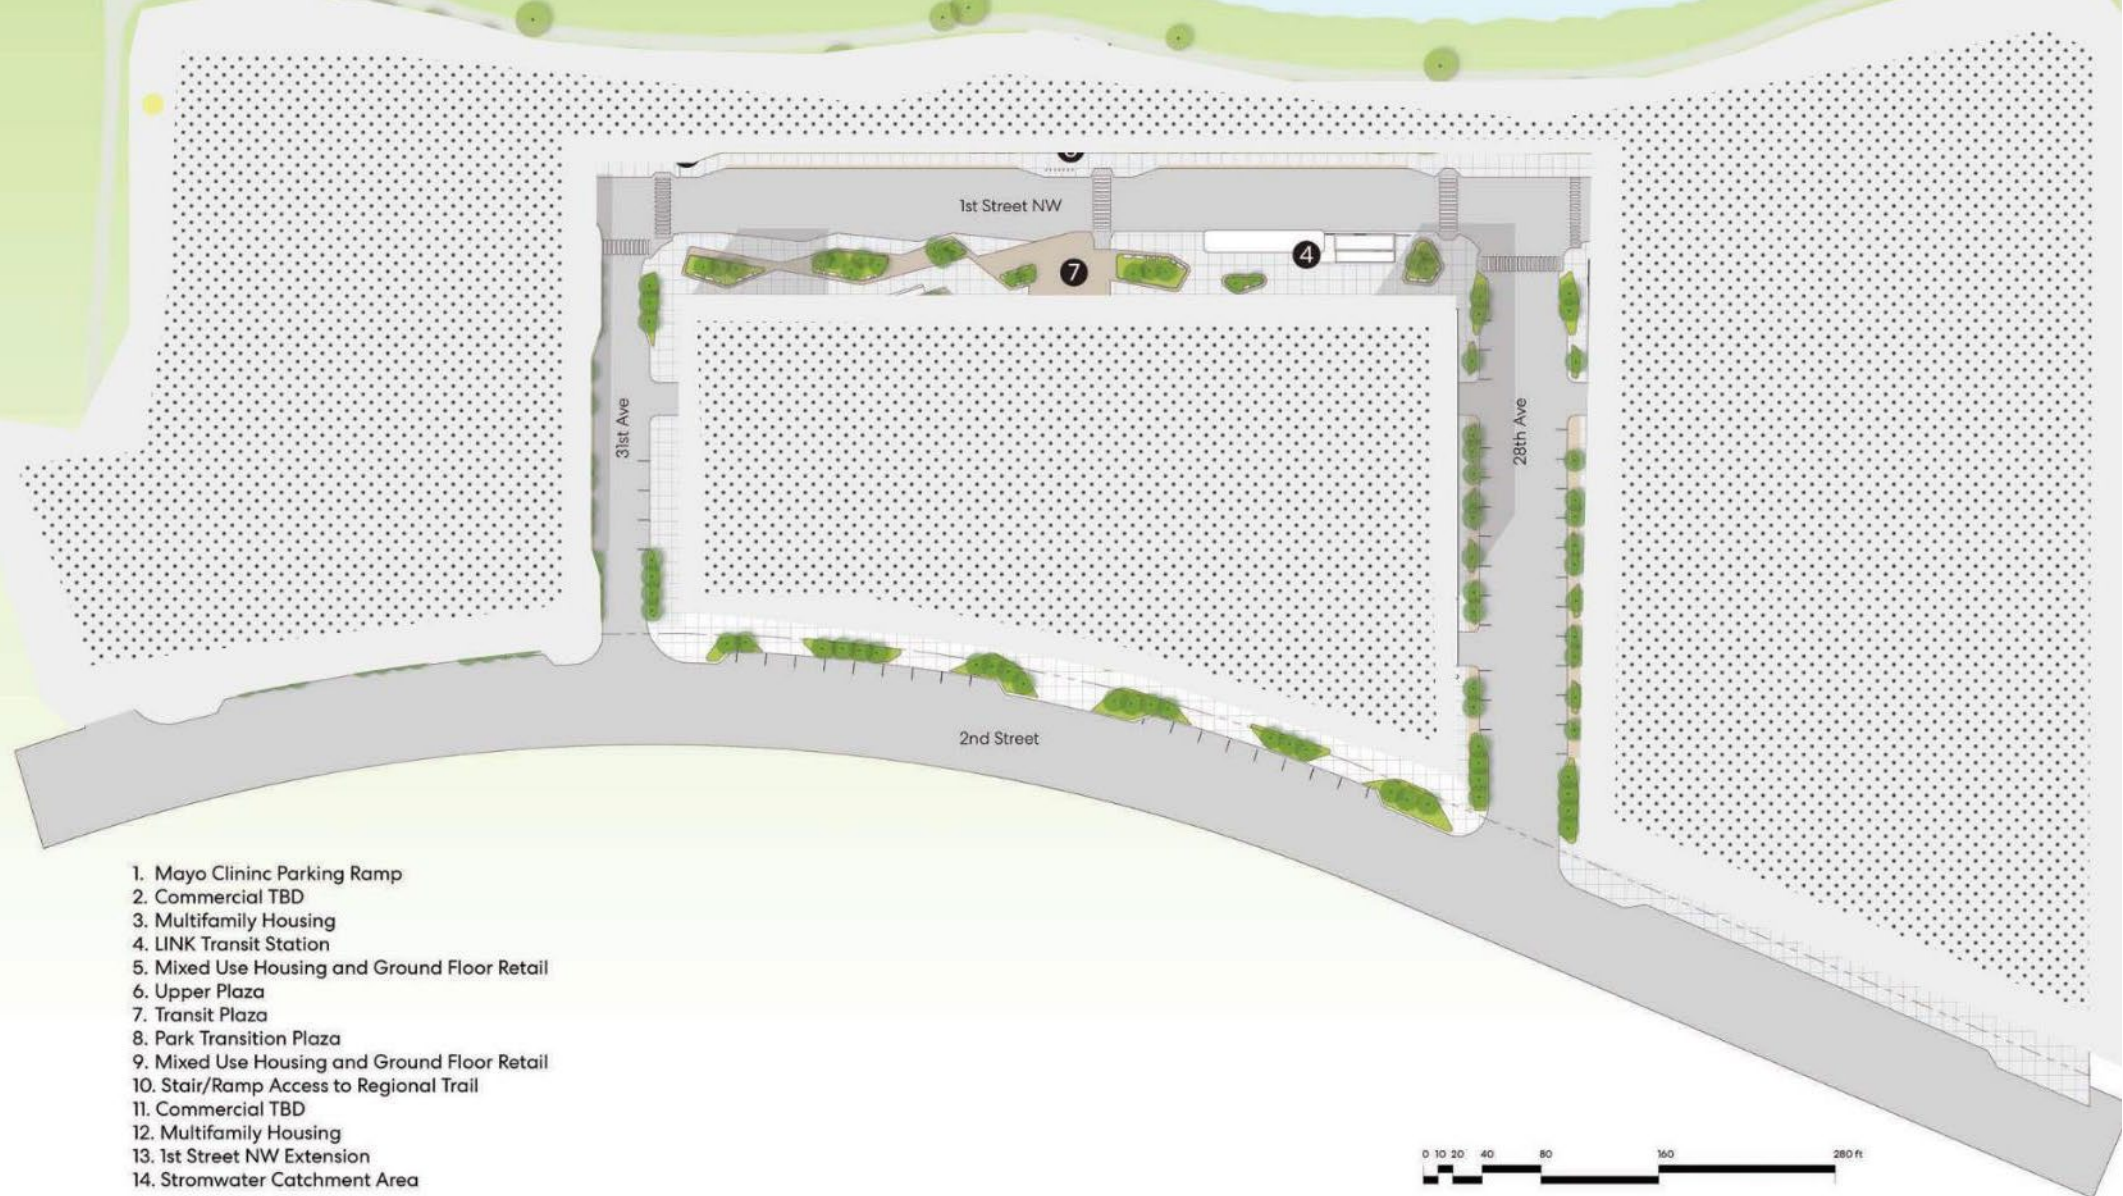 1st Street NW
4
7
31st Ave
28th Ave
2nd Street
1. Mayo Clininc Parking Ramp
2. Commercial TBD
3. Multifamily Housing
4. LINK Transit Station
5. Mixed Use Housing and Ground Floor Retail
6. Upper Plaza
7. Transit Plaza
8. Park Transition Plaza
9. Mixed Use Housing and Ground Floor Retail
10. Stair/Ramp Access to Regional Trail
11. Commercial TBD
12. Multifamily Housing
13. 1st Street NW Extension
14. Stromwater Catchment Area
0 10 20 40 80 160 280 ft